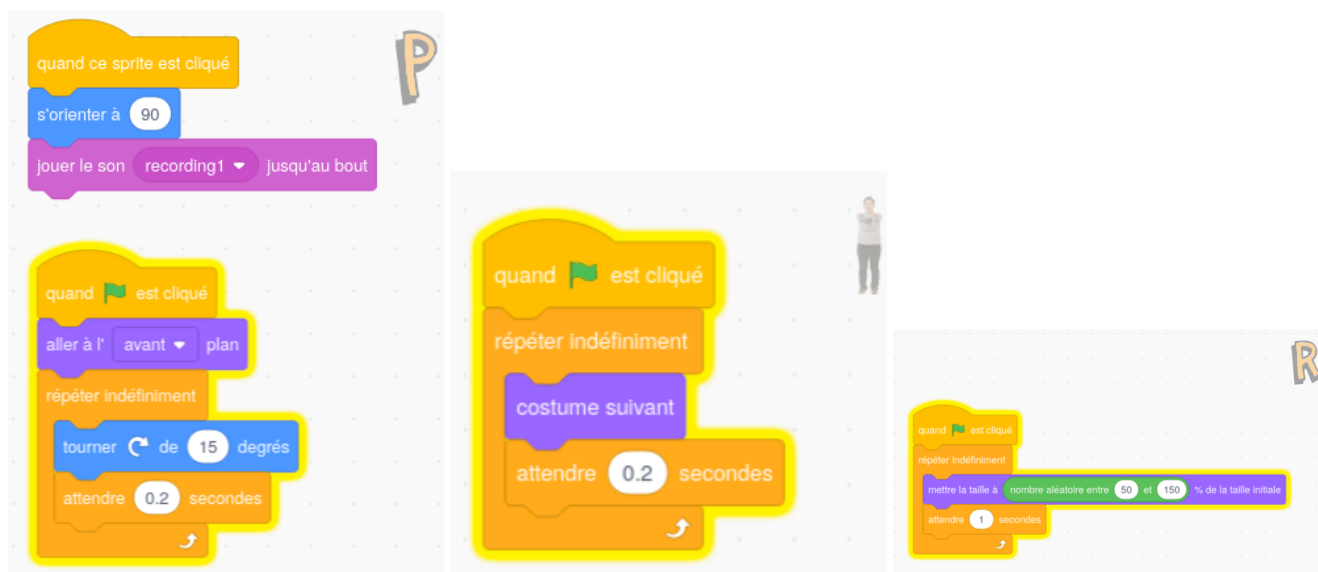 P
quand ce sprite est cliqué
s'orienter à 90
jouer le son recording1 jusqu'au bout
quand est cliqué
aller à l' avant plan
répéter indéfiniment
tourner de 15 degrés
attendre 0.2 secondes
quand est cliqué
répéter indéfiniment
costume suivant
attendre 0.2 secondes
R
quand est cliqué
répéter indéfiniment
mettre la taille à nombre aléatoire entre 50 et 150 % de la taille initiale
attendre 1 secondes